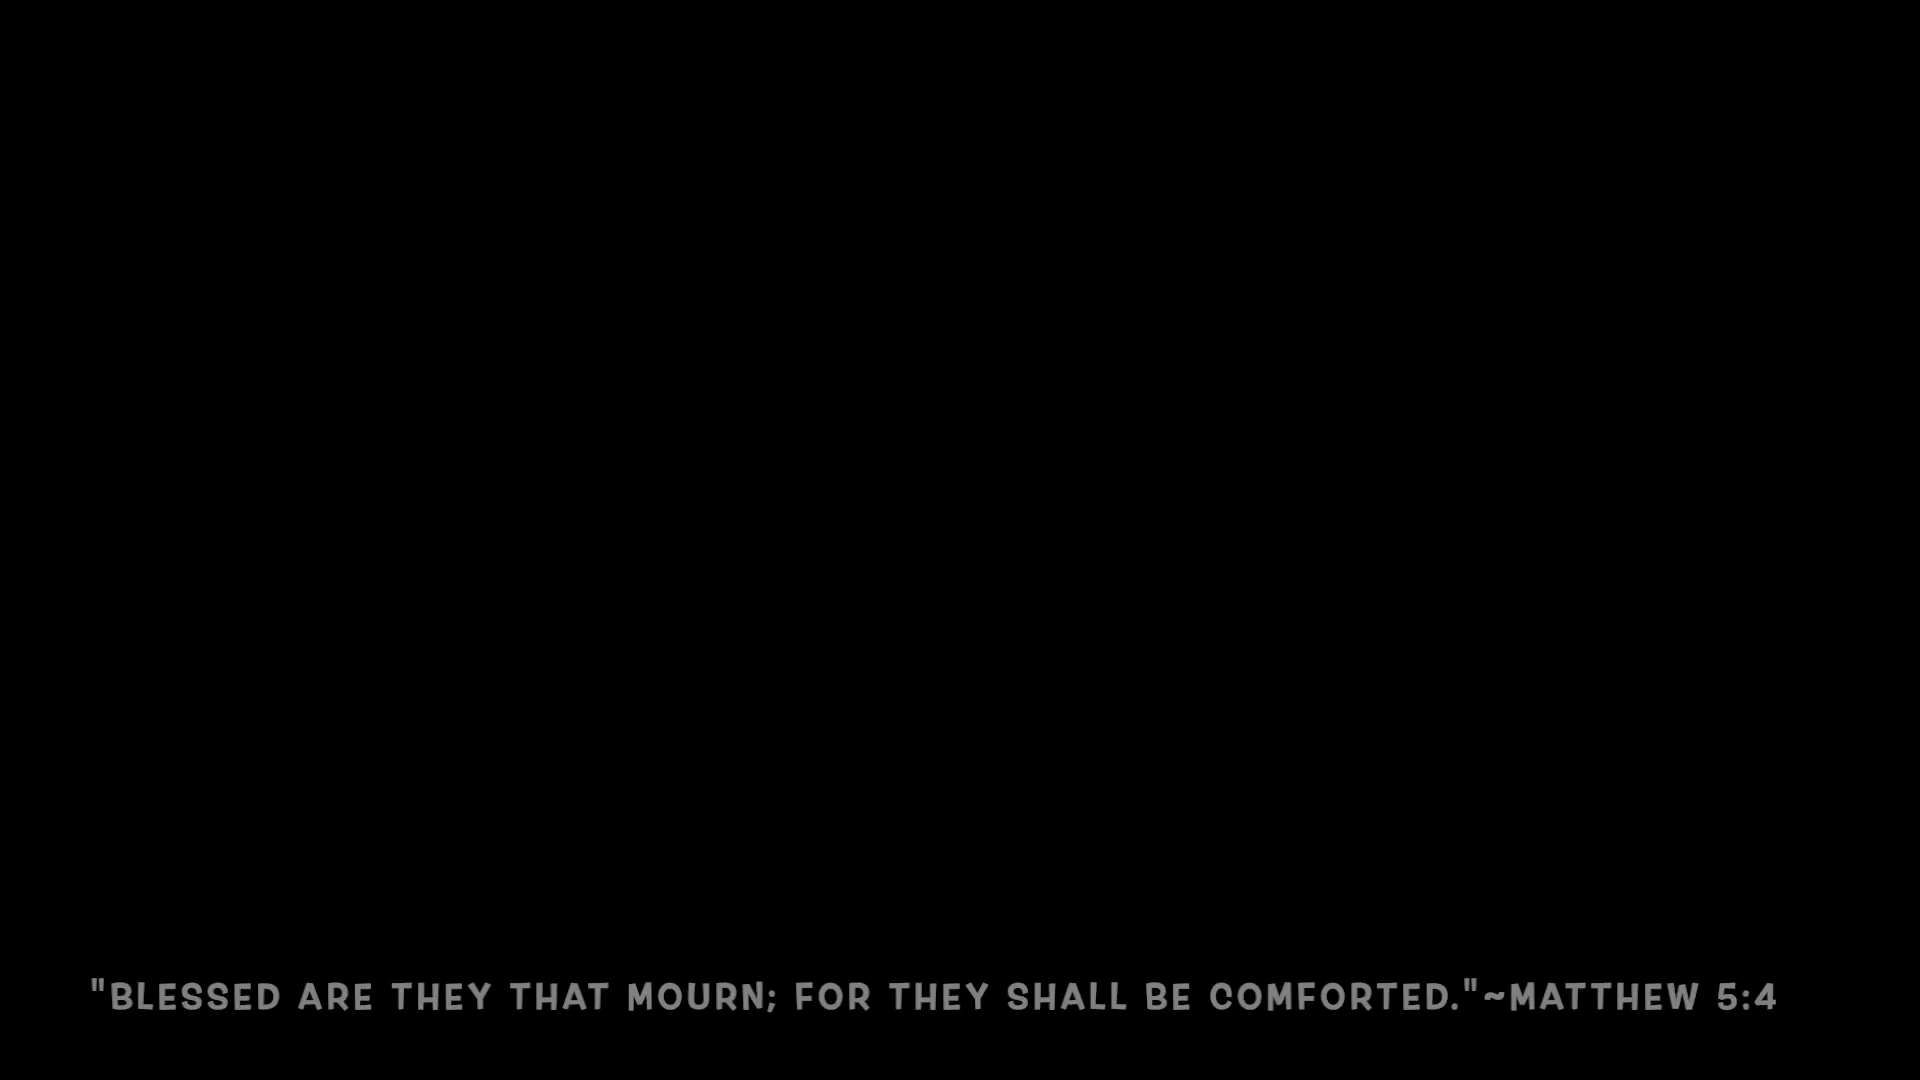 "BLESSED ARE THEY THAT MOURN; FOR THEY SHALL BE COMFORTED."~MATTHEW 5:4